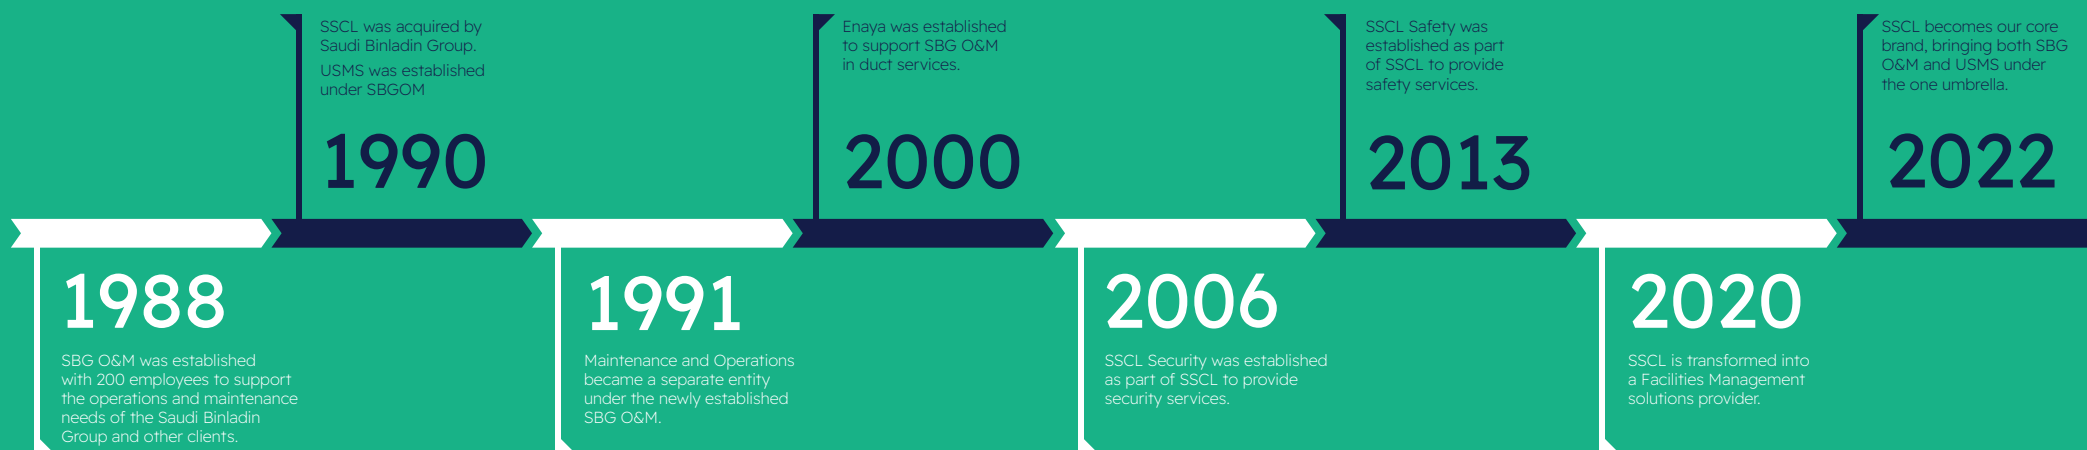 SSCL was acquired by
Saudi Binladin Group.
USMS was established
under SBGOM
1990
Enaya was established
to support SBG O&M
in duct services.
2000
SSCL Safety was
established as part
of SSCL to provide
safety services.
2013
SSCL becomes our core
brand, bringing both SBG
O&M and USMS under
the one umbrella.
2022
1988
SBG O&M was established
with 200 employees to support
the operations and maintenance
needs of the Saudi Binladin
Group and other clients.
1991
Maintenance and Operations
became a separate entity
under the newly established
SBG O&M.
2006
SSCL Security was established
as part of SSCL to provide
security services.
2020
SSCL is transformed into
a Facilities Management
solutions provider.